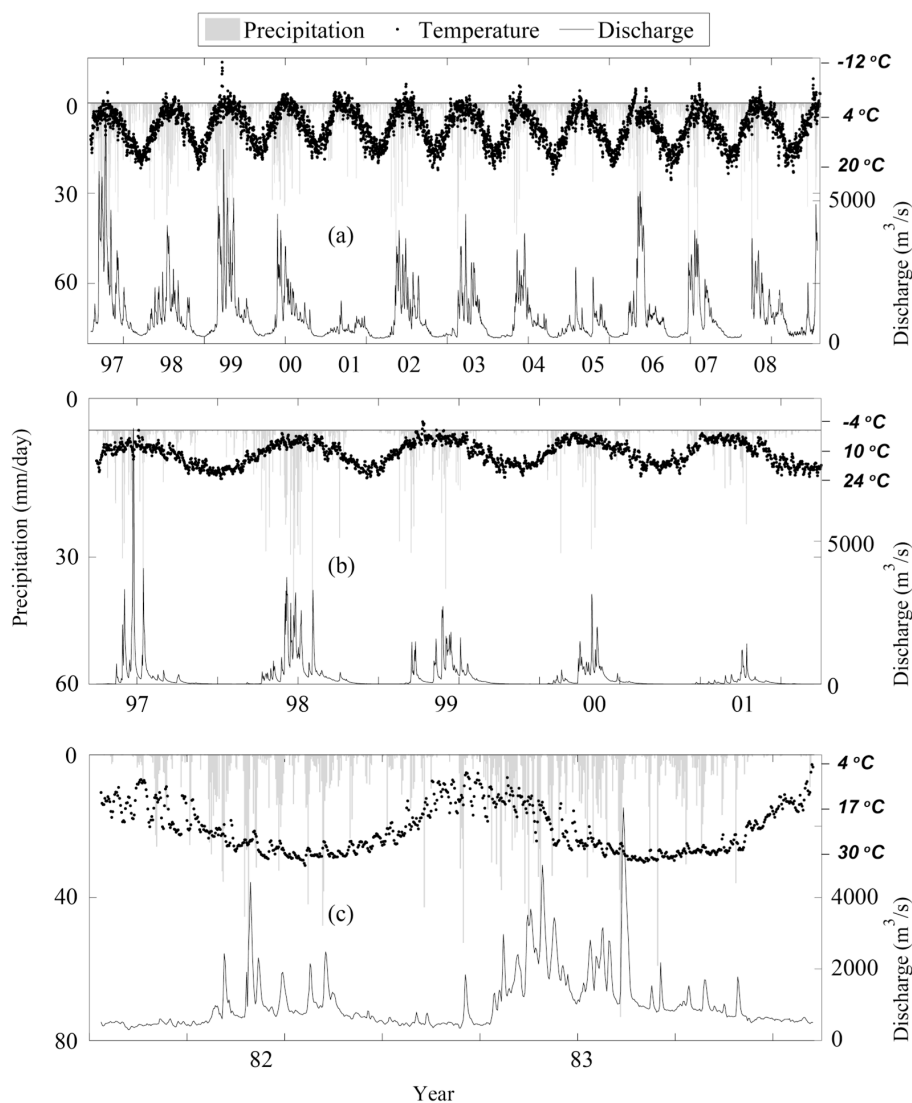 Precipitation Temperature Discharge
-12 °C
0
4 °C
20 °C
30
5000
(a)
60
0
Discharge (m³/s)
97 98 99 00 01 02 03 04 05 06 07 08
0
-4 °C
10 °C
24 °C
30
5000
(b)
60
0
Discharge (m³/s)
97 98 99 00 01
Precipitation (mm/day)
0
4 °C
17 °C
30 °C
40
4000
(c)
2000
80
0
Discharge (m³/s)
82 83
Year